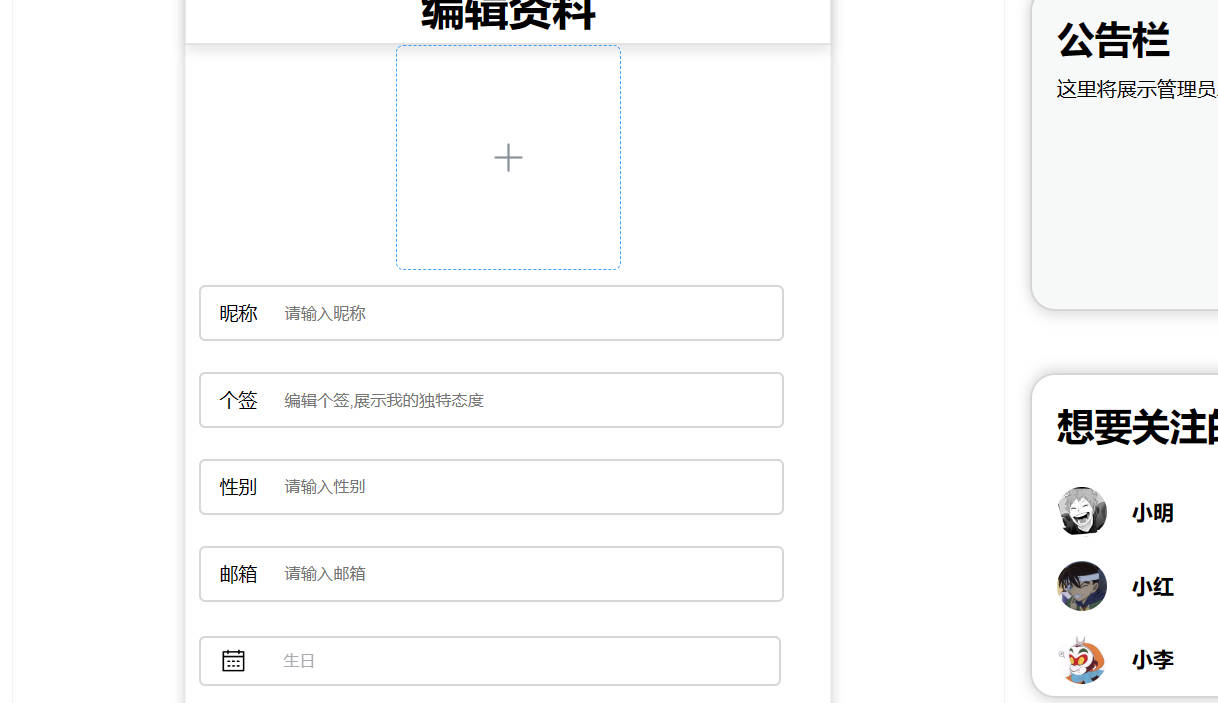 编辑资料
昵称 请输入昵称
个签 编辑个签,展示我的独特态度
性别 请输入性别
邮箱 请输入邮箱
生日
公告栏
这里将展示管理员
想要关注的
小明
小红
小李